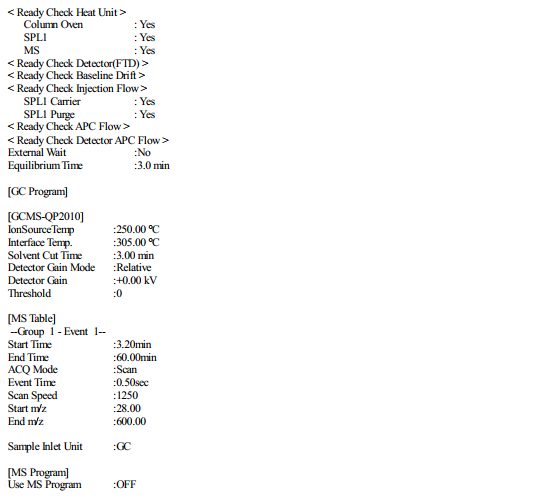 < Ready Check Heat Unit >
Column Oven : Yes
SPL1 : Yes
MS : Yes
< Ready Check Detector(FTD) >
< Ready Check Baseline Drift >
< Ready Check Injection Flow >
SPL1 Carrier : Yes
SPL1 Purge : Yes
< Ready Check APC Flow >
< Ready Check Detector APC Flow >
External Wait :No
Equilibrium Time :3.0 min
[GC Program]
[GCMS-QP2010]
IonSourceTemp :250.00 °C
Interface Temp. :305.00 °C
Solvent Cut Time :3.00 min
Detector Gain Mode :Relative
Detector Gain :+0.00 kV
Threshold :0
[MS Table]
--Group 1 - Event 1--
Start Time :3.20min
End Time :60.00min
ACQ Mode :Scan
Event Time :0.50sec
Scan Speed :1250
Start m/z :28.00
End m/z :600.00
Sample Inlet Unit :GC
[MS Program]
Use MS Program :OFF